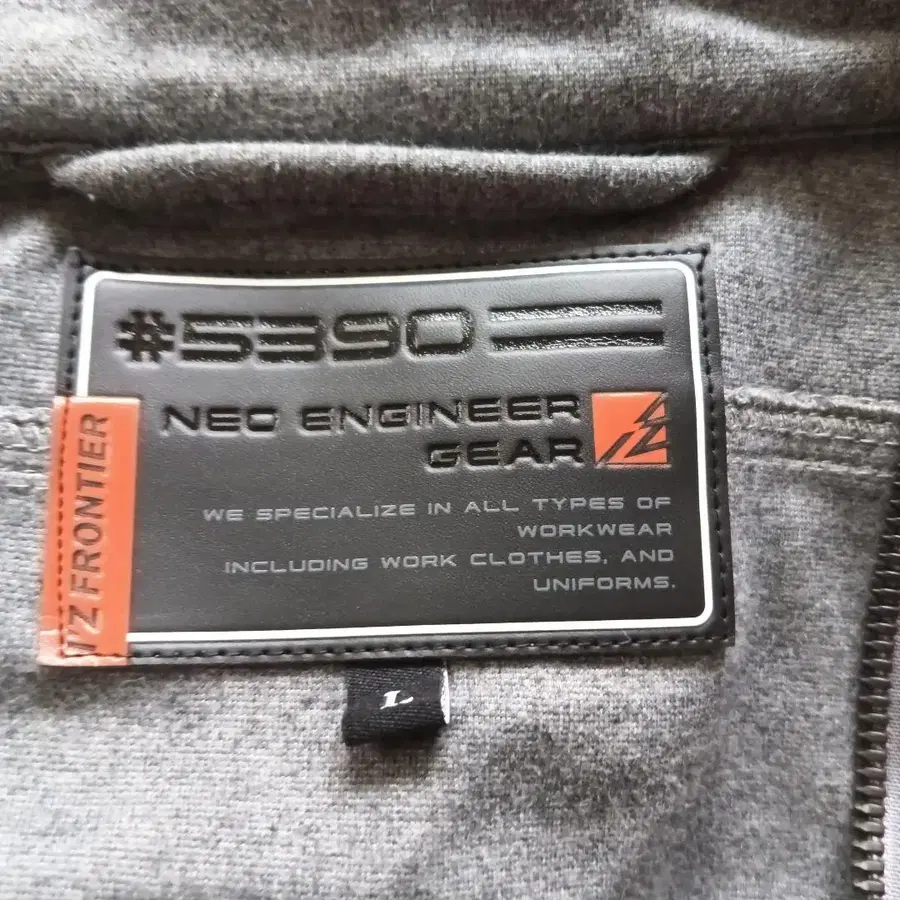 #5390
NEO ENGINEER
GEAR
I'Z FRONTIER
WE SPECIALIZE IN ALL TYPES OF
WORKWEAR
INCLUDING WORK CLOTHES, AND
UNIFORMS.
L